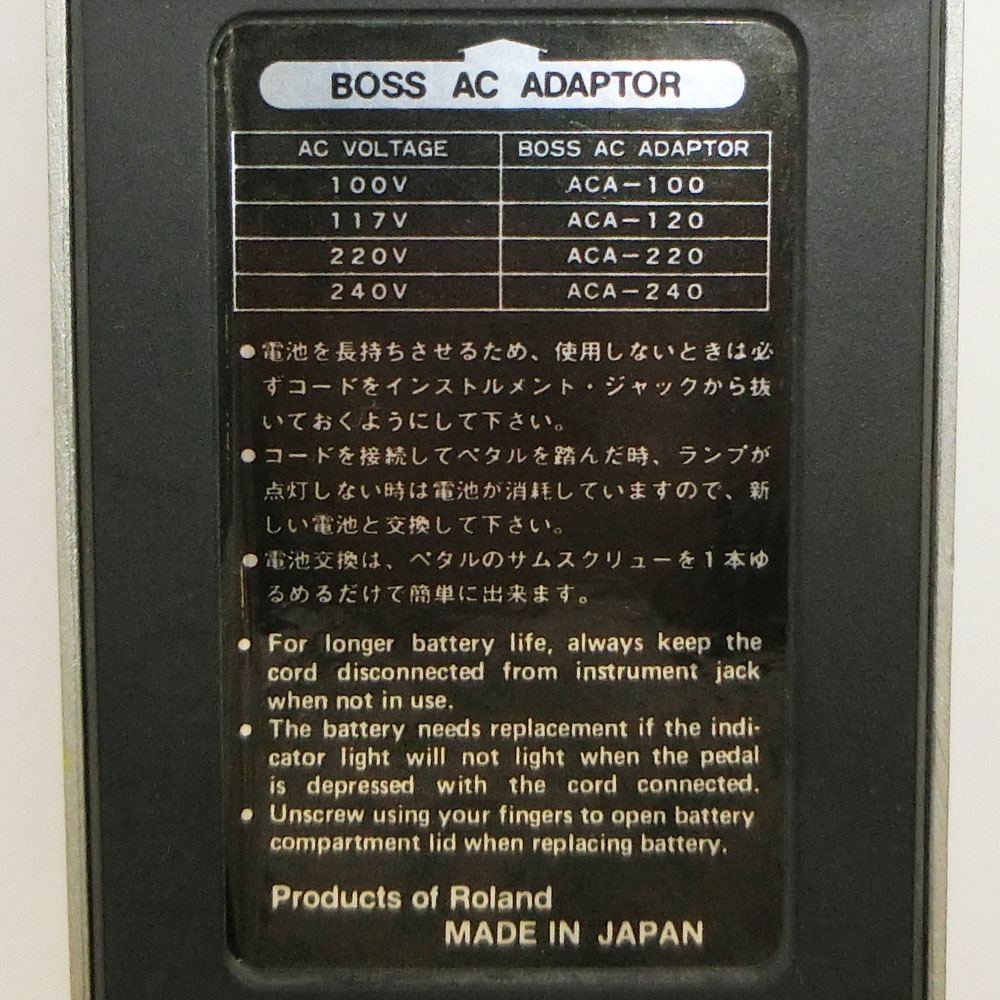 BOSS AC ADAPTOR
AC VOLTAGE BOSS AC ADAPTOR
100V ACA-100
117V ACA-120
220V ACA-220
240V ACA-240
●電池を長持ちさせるため、使用しないときは必
ずコードをインストルメント・ジャックから抜
いておくようにして下さい。
●コードを接続してペタルを踏んだ時、ランプが
点灯しない時は電池が消耗していますので、新
しい電池と交換して下さい。
●電池交換は、ペタルのサムスクリューを1本ゆ
るめるだけで簡単に出来ます。
● For longer battery life, always keep the
cord disconnected from instrument jack
when not in use.
● The battery needs replacement if the indi-
cator light will not light when the pedal
is depressed with the cord connected.
● Unscrew using your fingers to open battery
compartment lid when replacing battery.
Products of Roland
MADE IN JAPAN